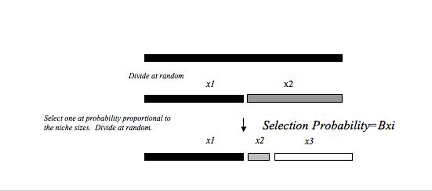 Divide at random
x1 x2
Select one at probability proportional
to the niche sizes. Divide at random.
Selection Probability=Bxi
x1 x2 x3